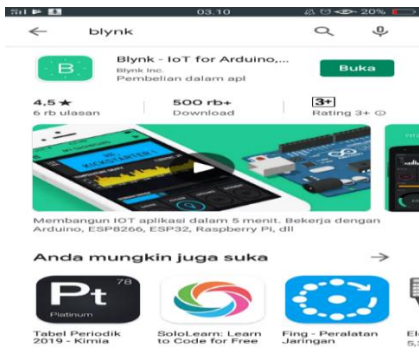 03.10
20%
blynk
B
Blynk - IoT for Arduino,...
Blynk Inc.
Pembelian dalam apl
Buka
4,5★
6 rb ulasan
500 rb+
Download
3+
Rating 3+
KICKSTARTER!
Membangun IOT aplikasi dalam 5 menit. Bekerja dengan
Arduino, ESP8266, ESP32, Raspberry Pi, dll
Anda mungkin juga suka
78
Pt
Platinum
Tabel Periodik
2019 - Kimia
SoloLearn: Learn
to Code for Free
Fing - Peralatan
Jaringan